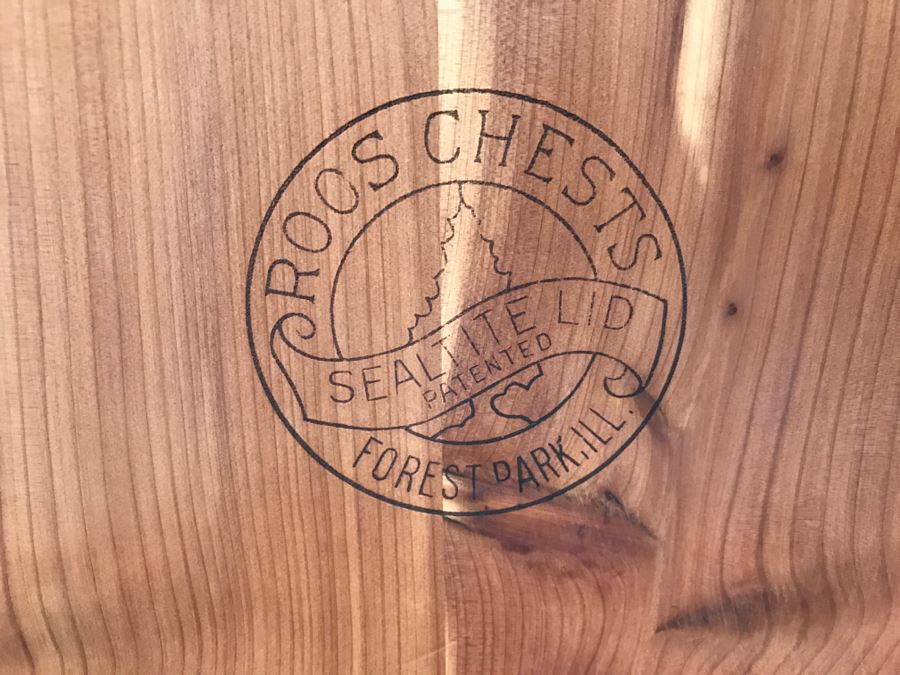 ROOS CHESTS
SEALTITE LID
PATENTED
FOREST PARK, ILL.